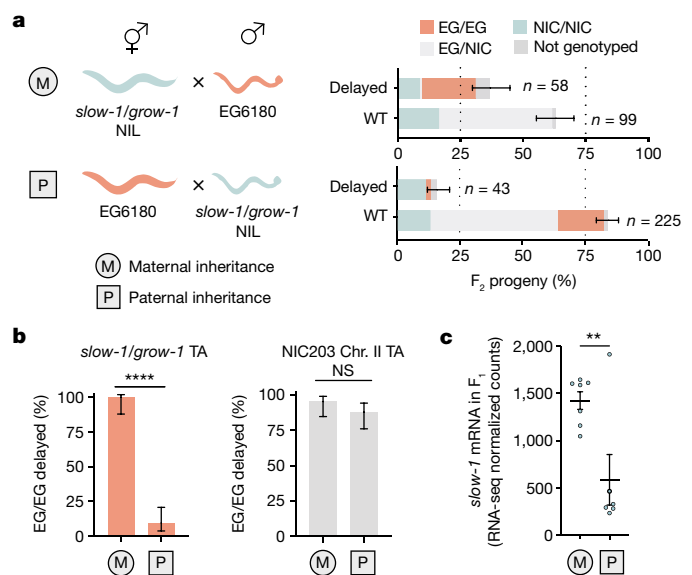 a
EG/EG
NIC/NIC
EG/NIC
Not genotyped
M
slow-1/grow-1
NIL
×
EG6180
Delayed
n = 58
WT
n = 99
0 25 50 75 100
P
EG6180
×
slow-1/grow-1
NIL
Delayed
n = 43
WT
n = 225
0 25 50 75 100
F2 progeny (%)
M Maternal inheritance
P Paternal inheritance
b
slow-1/grow-1 TA
****
EG/EG delayed (%)
100
75
50
25
0
M P
NIC203 Chr. II TA
NS
EG/EG delayed (%)
100
75
50
25
0
M P
c
**
slow-1 mRNA in F1
(RNA-seq normalized counts)
2,000
1,500
1,000
500
0
M P